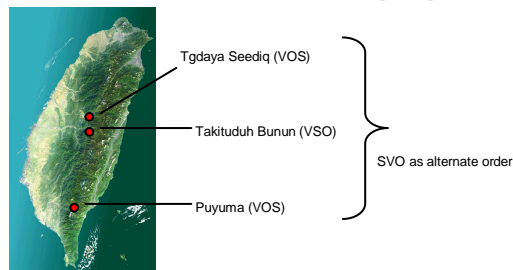 Tgdaya Seediq (VOS)
Takituduh Bunun (VSO)
SVO as alternate order
Puyuma (VOS)